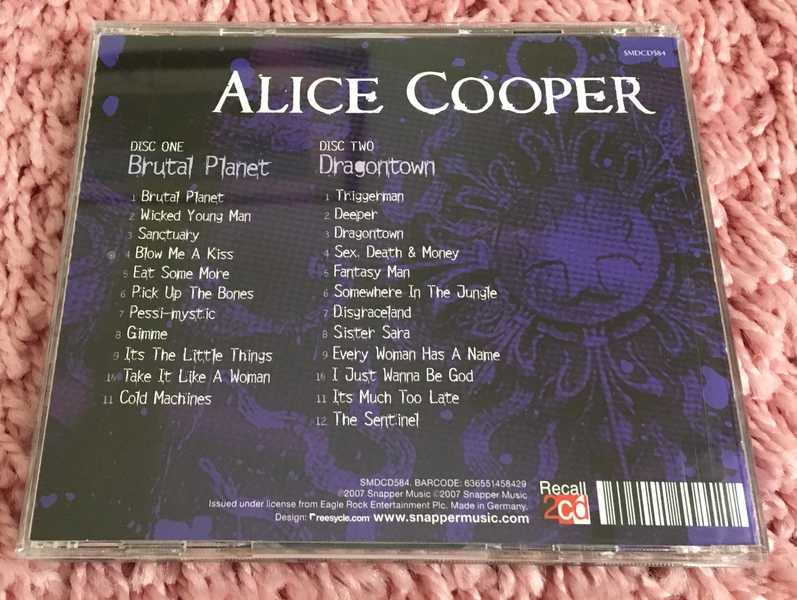 SMDCD584
ALICE COOPER
DISC ONE
Brutal Planet
1 Brutal Planet
2 Wicked Young Man
3 Sanctuary
4 Blow Me A Kiss
5 Eat Some More
6 Pick Up The Bones
7 Pessi-mystic
8 Gimme
9 Its The Little Things
10 Take It Like A Woman
11 Cold Machines
DISC TWO
Dragontown
1 Triggerman
2 Deeper
3 Dragontown
4 Sex, Death & Money
5 Fantasy Man
6 Somewhere In The Jungle
7 Disgraceland
8 Sister Sara
9 Every Woman Has A Name
10 I Just Wanna Be God
11 Its Much Too Late
12 The Sentinel
SMDCD584. BARCODE: 636551458429
℗2007 Snapper Music ©2007 Snapper Music
Issued under license from Eagle Rock Entertainment Plc. Made in Germany.
Design: Freesycle.com www.snappermusic.com
Recall
2cd